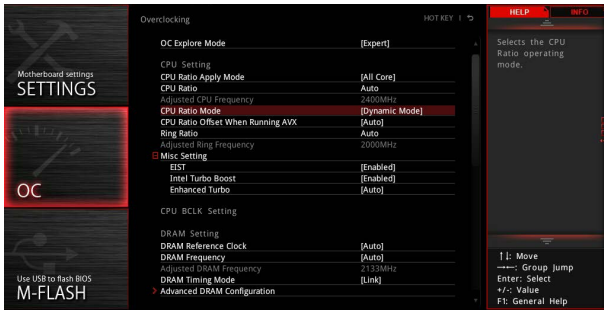 Motherboard settings
SETTINGS
OC
Use USB to flash BIOS
M-FLASH
Overclocking
HOT KEY
OC Explore Mode [Expert]
CPU Setting
CPU Ratio Apply Mode [All Core]
CPU Ratio Auto
Adjusted CPU Frequency 2400MHz
CPU Ratio Mode [Dynamic Mode]
CPU Ratio Offset When Running AVX [Auto]
Ring Ratio Auto
Adjusted Ring Frequency 2000MHz
Misc Setting
EIST [Enabled]
Intel Turbo Boost [Enabled]
Enhanced Turbo [Auto]
CPU BCLK Setting
DRAM Setting
DRAM Reference Clock [Auto]
DRAM Frequency [Auto]
Adjusted DRAM Frequency 2133MHz
DRAM Timing Mode [Link]
Advanced DRAM Configuration
HELP
INFO
Selects the CPU
Ratio operating
mode.
↑↓: Move
→←: Group Jump
Enter: Select
+/-: Value
F1: General Help